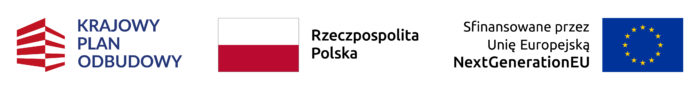 KRAJOWY
PLAN
ODBUDOWY
Rzeczpospolita
Polska
Sfinansowane przez
Unię Europejską
NextGenerationEU